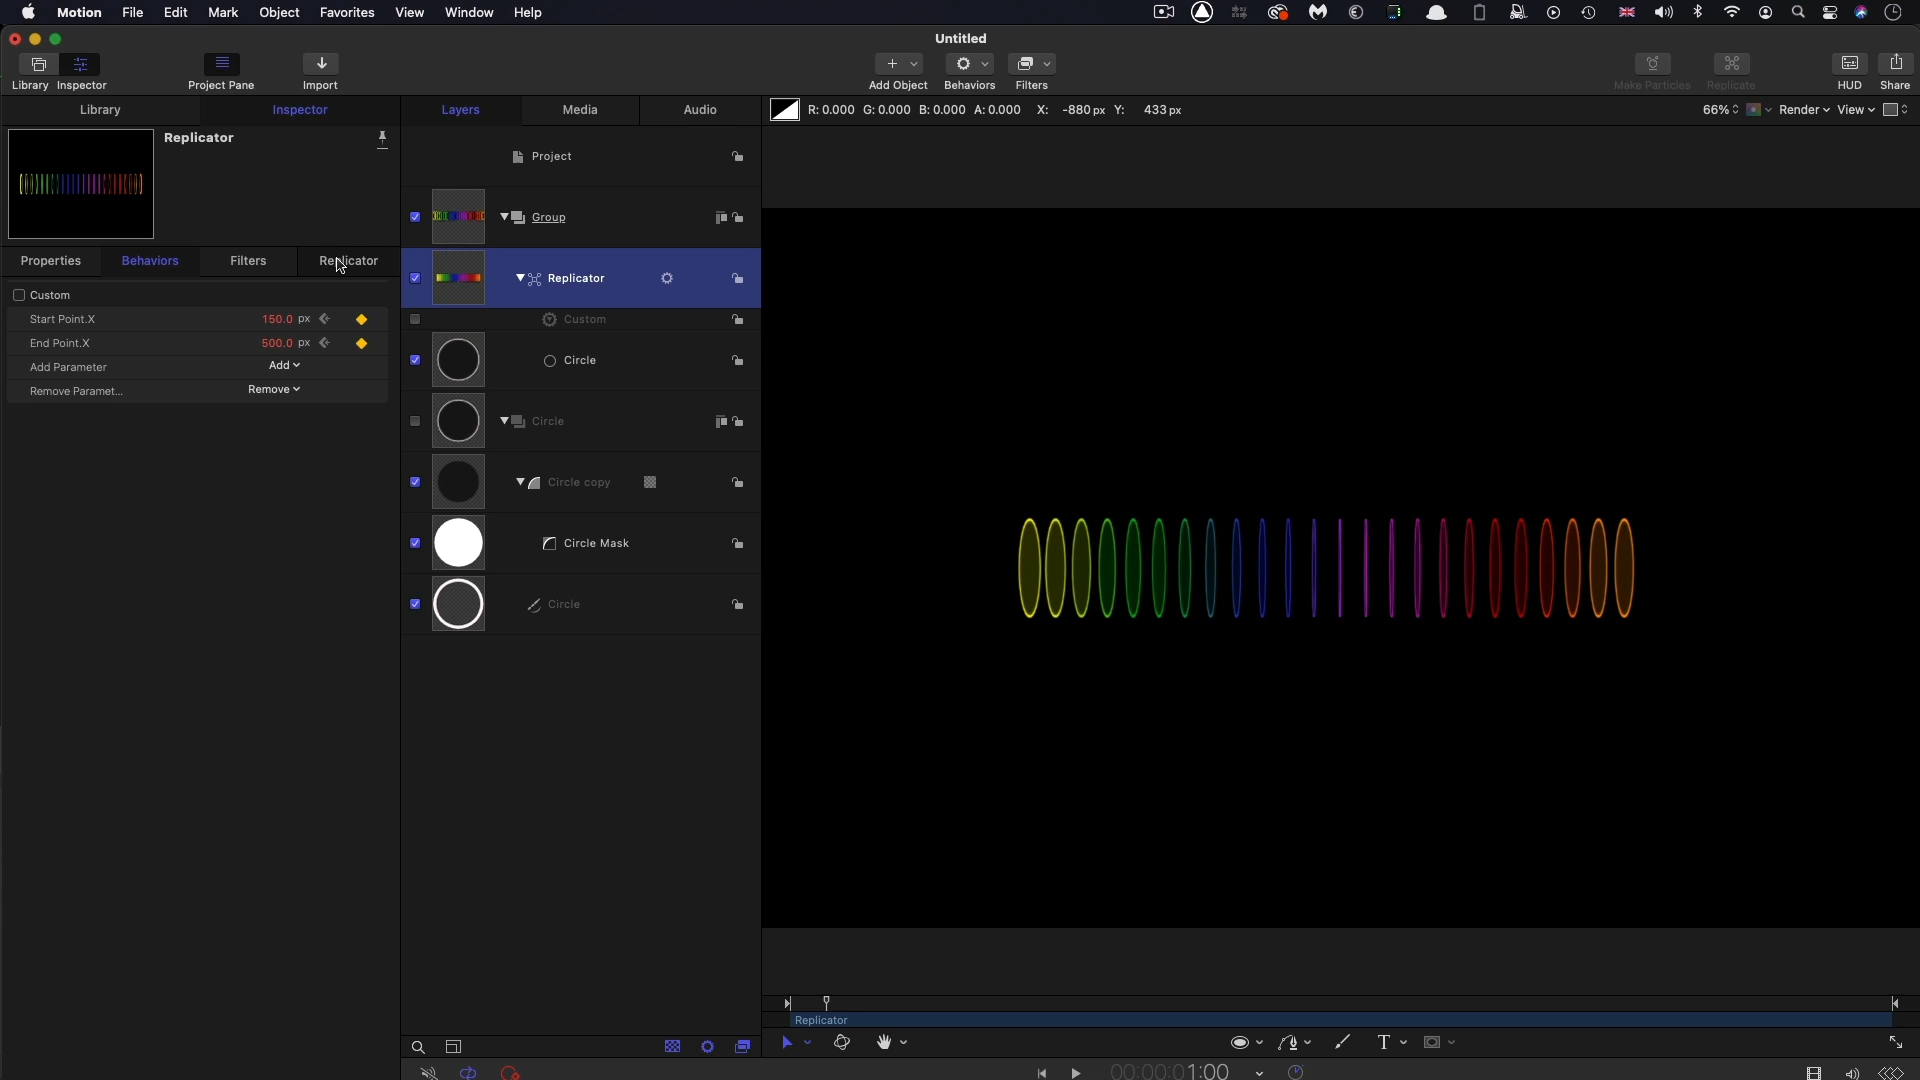 Motion File Edit Mark Object Favorites View Window Help
Untitled
Library Inspector Project Pane Import Add Object Behaviors Filters Make Particles Replicate HUD Share
Library Inspector Layers Media Audio R: 0.000 G: 0.000 B: 0.000 A: 0.000 X: -880 px Y: 433 px 66% Render View
Replicator
Project
Group
Properties Behaviors Filters Replicator
Replicator
Custom
Start Point.X 150.0 px
Custom
End Point.X 500.0 px
Add Parameter Add
Circle
Remove Paramet... Remove
Circle
Circle copy
Circle Mask
Circle
Replicator
T
00:00:01:00